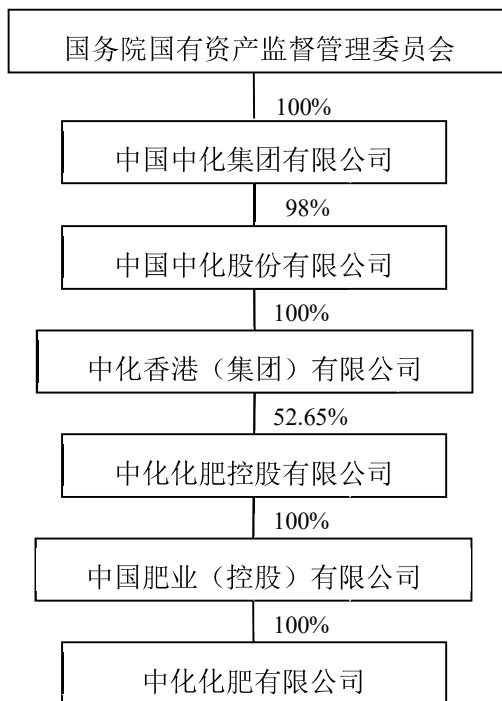 国务院国有资产监督管理委员会
100%
中国中化集团有限公司
98%
中国中化股份有限公司
100%
中化香港（集团）有限公司
52.65%
中化化肥控股有限公司
100%
中国肥业（控股）有限公司
100%
中化化肥有限公司